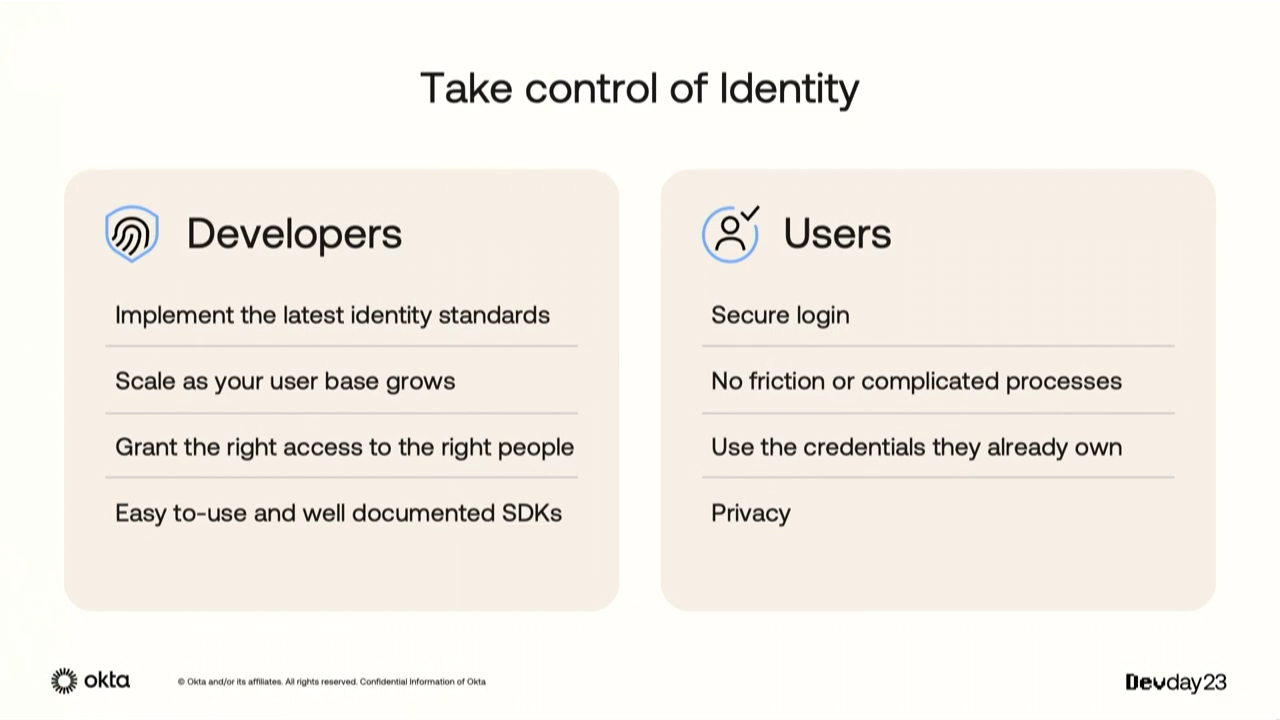 Take control of Identity
Developers
Implement the latest identity standards
Scale as your user base grows
Grant the right access to the right people
Easy to-use and well documented SDKs
Users
Secure login
No friction or complicated processes
Use the credentials they already own
Privacy
okta
© Okta and/or its affiliates. All rights reserved. Confidential Information of Okta
Devday23